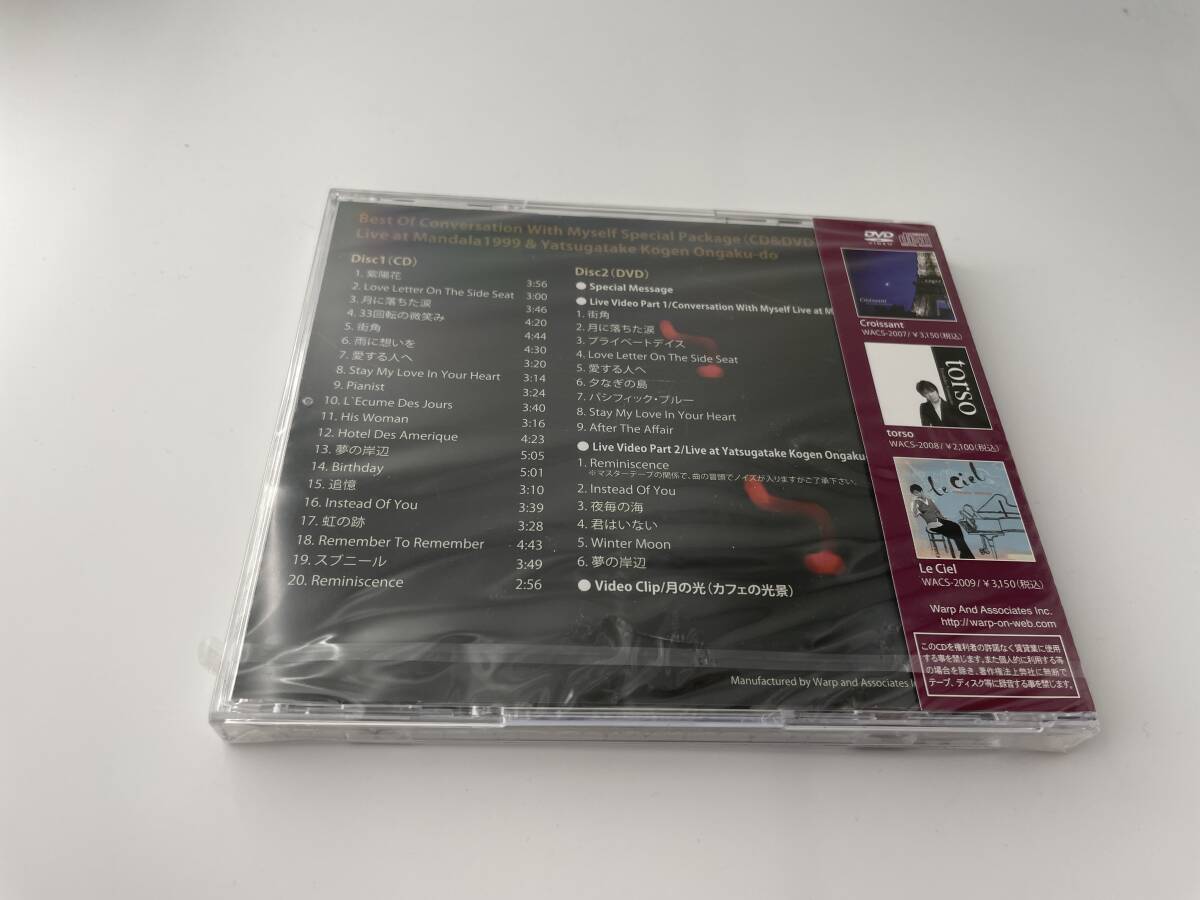 Best Of Conversation With Myself Special Package(CD&DVD
Live at Mandala1999 & Yatsugatake Kogen Ongaku-do
Disc1(CD)
1. 紫陽花 3:56
2. Love Letter On The Side Seat 3:00
3. 月に落ちた涙 3:46
4. 33回転の微笑み 4:20
5. 街角 4:44
6. 雨に想いを 4:30
7. 愛する人へ 3:20
8. Stay My Love In Your Heart 3:14
9. Pianist 3:24
10. L`Ecume Des Jours 3:40
11. His Woman 3:16
12. Hotel Des Amerique 4:23
13. 夢の岸辺 5:05
14. Birthday 5:01
15. 追憶 3:10
16. Instead Of You 3:39
17. 虹の跡 3:28
18. Remember To Remember 4:43
19. スブニール 3:49
20. Reminiscence 2:56
Disc2(DVD)
● Special Message
● Live Video Part 1/Conversation With Myself Live at M
1. 街角
2. 月に落ちた涙
3. プライベートデイズ
4. Love Letter On The Side Seat
5. 愛する人へ
6. 夕なぎの島
7. パシフィック・ブルー
8. Stay My Love In Your Heart
9. After The Affair
● Live Video Part 2/Live at Yatsugatake Kogen Ongaku
1. Reminiscence
※マスターテープの関係で、曲の冒頭でノイズが入りますがご了承下さい。
2. Instead Of You
3. 夜毎の海
4. 君はいない
5. Winter Moon
6. 夢の岸辺
● Video Clip/月の光(カフェの光景)
Manufactured by Warp and Associates
DVD
VIDEO
Croissant
Croissant
WACS-2007/¥3,150(税込)
torso
torso
WACS-2008/¥2,100(税込)
Le Ciel
Le Ciel
WACS-2009/¥3,150(税込)
Warp And Associates Inc.
http://warp-on-web.com
このCDを権利者の許諾なく賃貸業に使用
する事を禁じます。また個人的に利用する等
の場合を除き、著作権法上弊社に無断で
テープ、ディスク等に録音する事を禁じます。